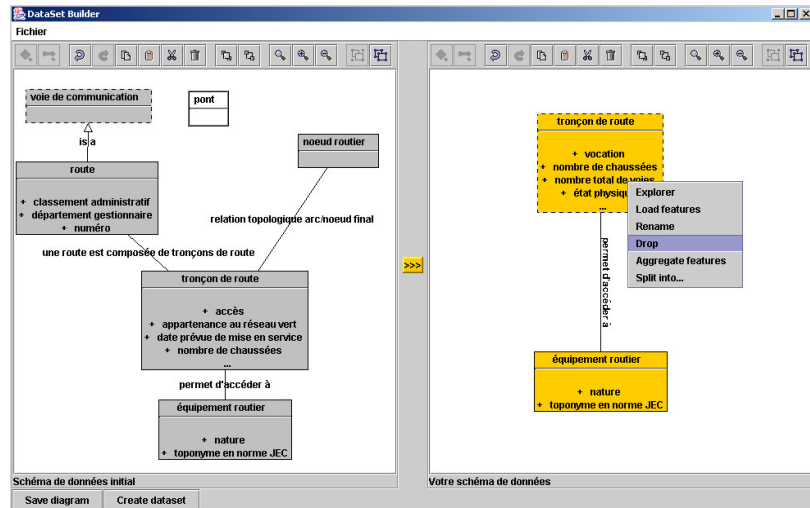 DataSet Builder
Fichier
voie de communication
pont
is a
noeud routier
route
+ classement administratif
+ département gestionnaire
+ numéro
relation topologique arc/noeud final
une route est composée de tronçons de route
tronçon de route
+ accès
+ appartenance au réseau vert
+ date prévue de mise en service
+ nombre de chaussées
...
permet d'accéder à
équipement routier
+ nature
+ toponyme en norme JEC
Schéma de données initial
>>>
tronçon de route
+ vocation
+ nombre de chaussées
+ nombre total de voies
+ état physiqu
...
Explorer
Load features
Rename
Drop
Aggregate features
Split into...
permet d'accéder à
équipement routier
+ nature
+ toponyme en norme JEC
Votre schéma de données
Save diagram
Create dataset